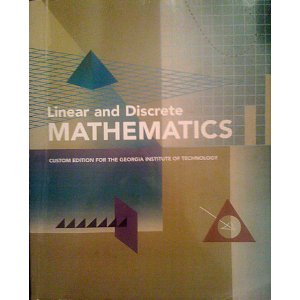 Linear and Discrete
MATHEMATICS
CUSTOM EDITION FOR THE GEORGIA INSTITUTE OF TECHNOLOGY